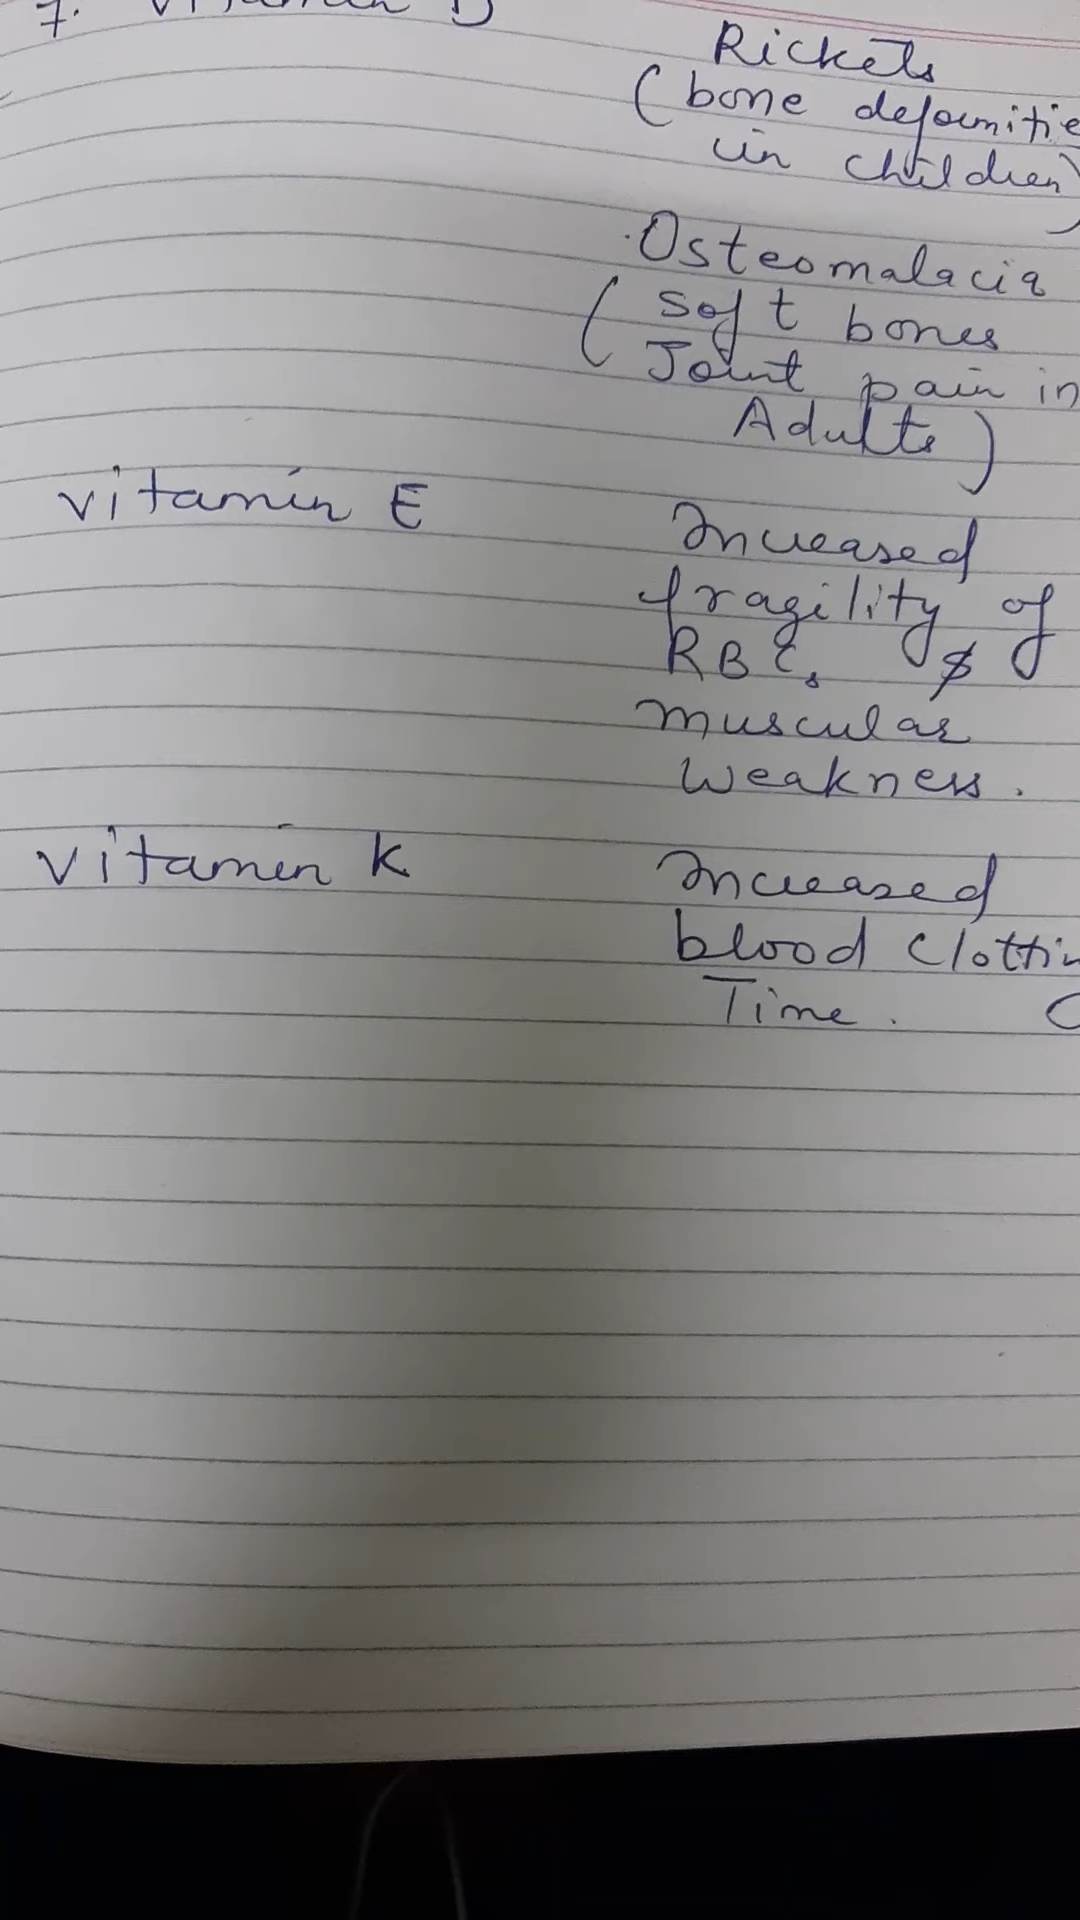 7. Vitamin D
Rickets
(bone deformitie
in children)
Osteomalacia
(Soft bones
Joint pain in
Adults)
Vitamin E
Increased
fragility of
RBCs &
muscular
weakness.
Vitamin K
Increased
blood clottin
Time.